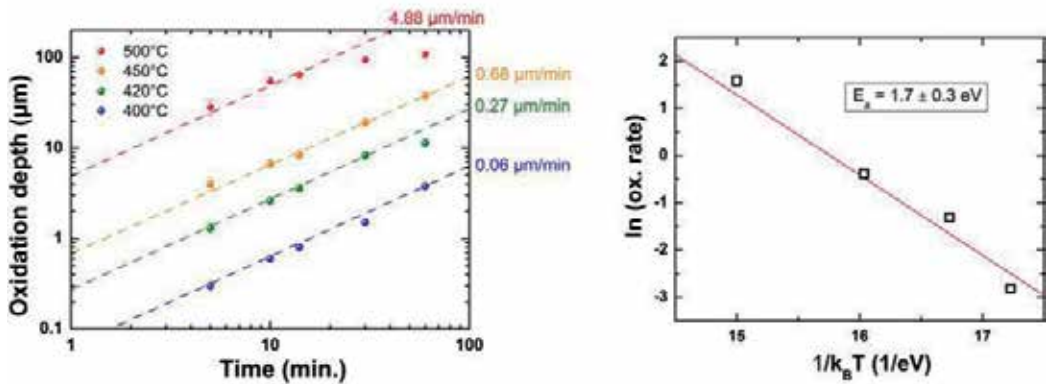 4.88 µm/min
100
500°C
450°C
420°C
400°C
0.68 µm/min
10
0.27 µm/min
0.06 µm/min
1
0.1
1
10
100
Oxidation depth (µm)
Time (min.)
2
1
0
-1
-2
-3
E_a = 1.7 ± 0.3 eV
ln (ox. rate)
15
16
17
1/k_BT (1/eV)